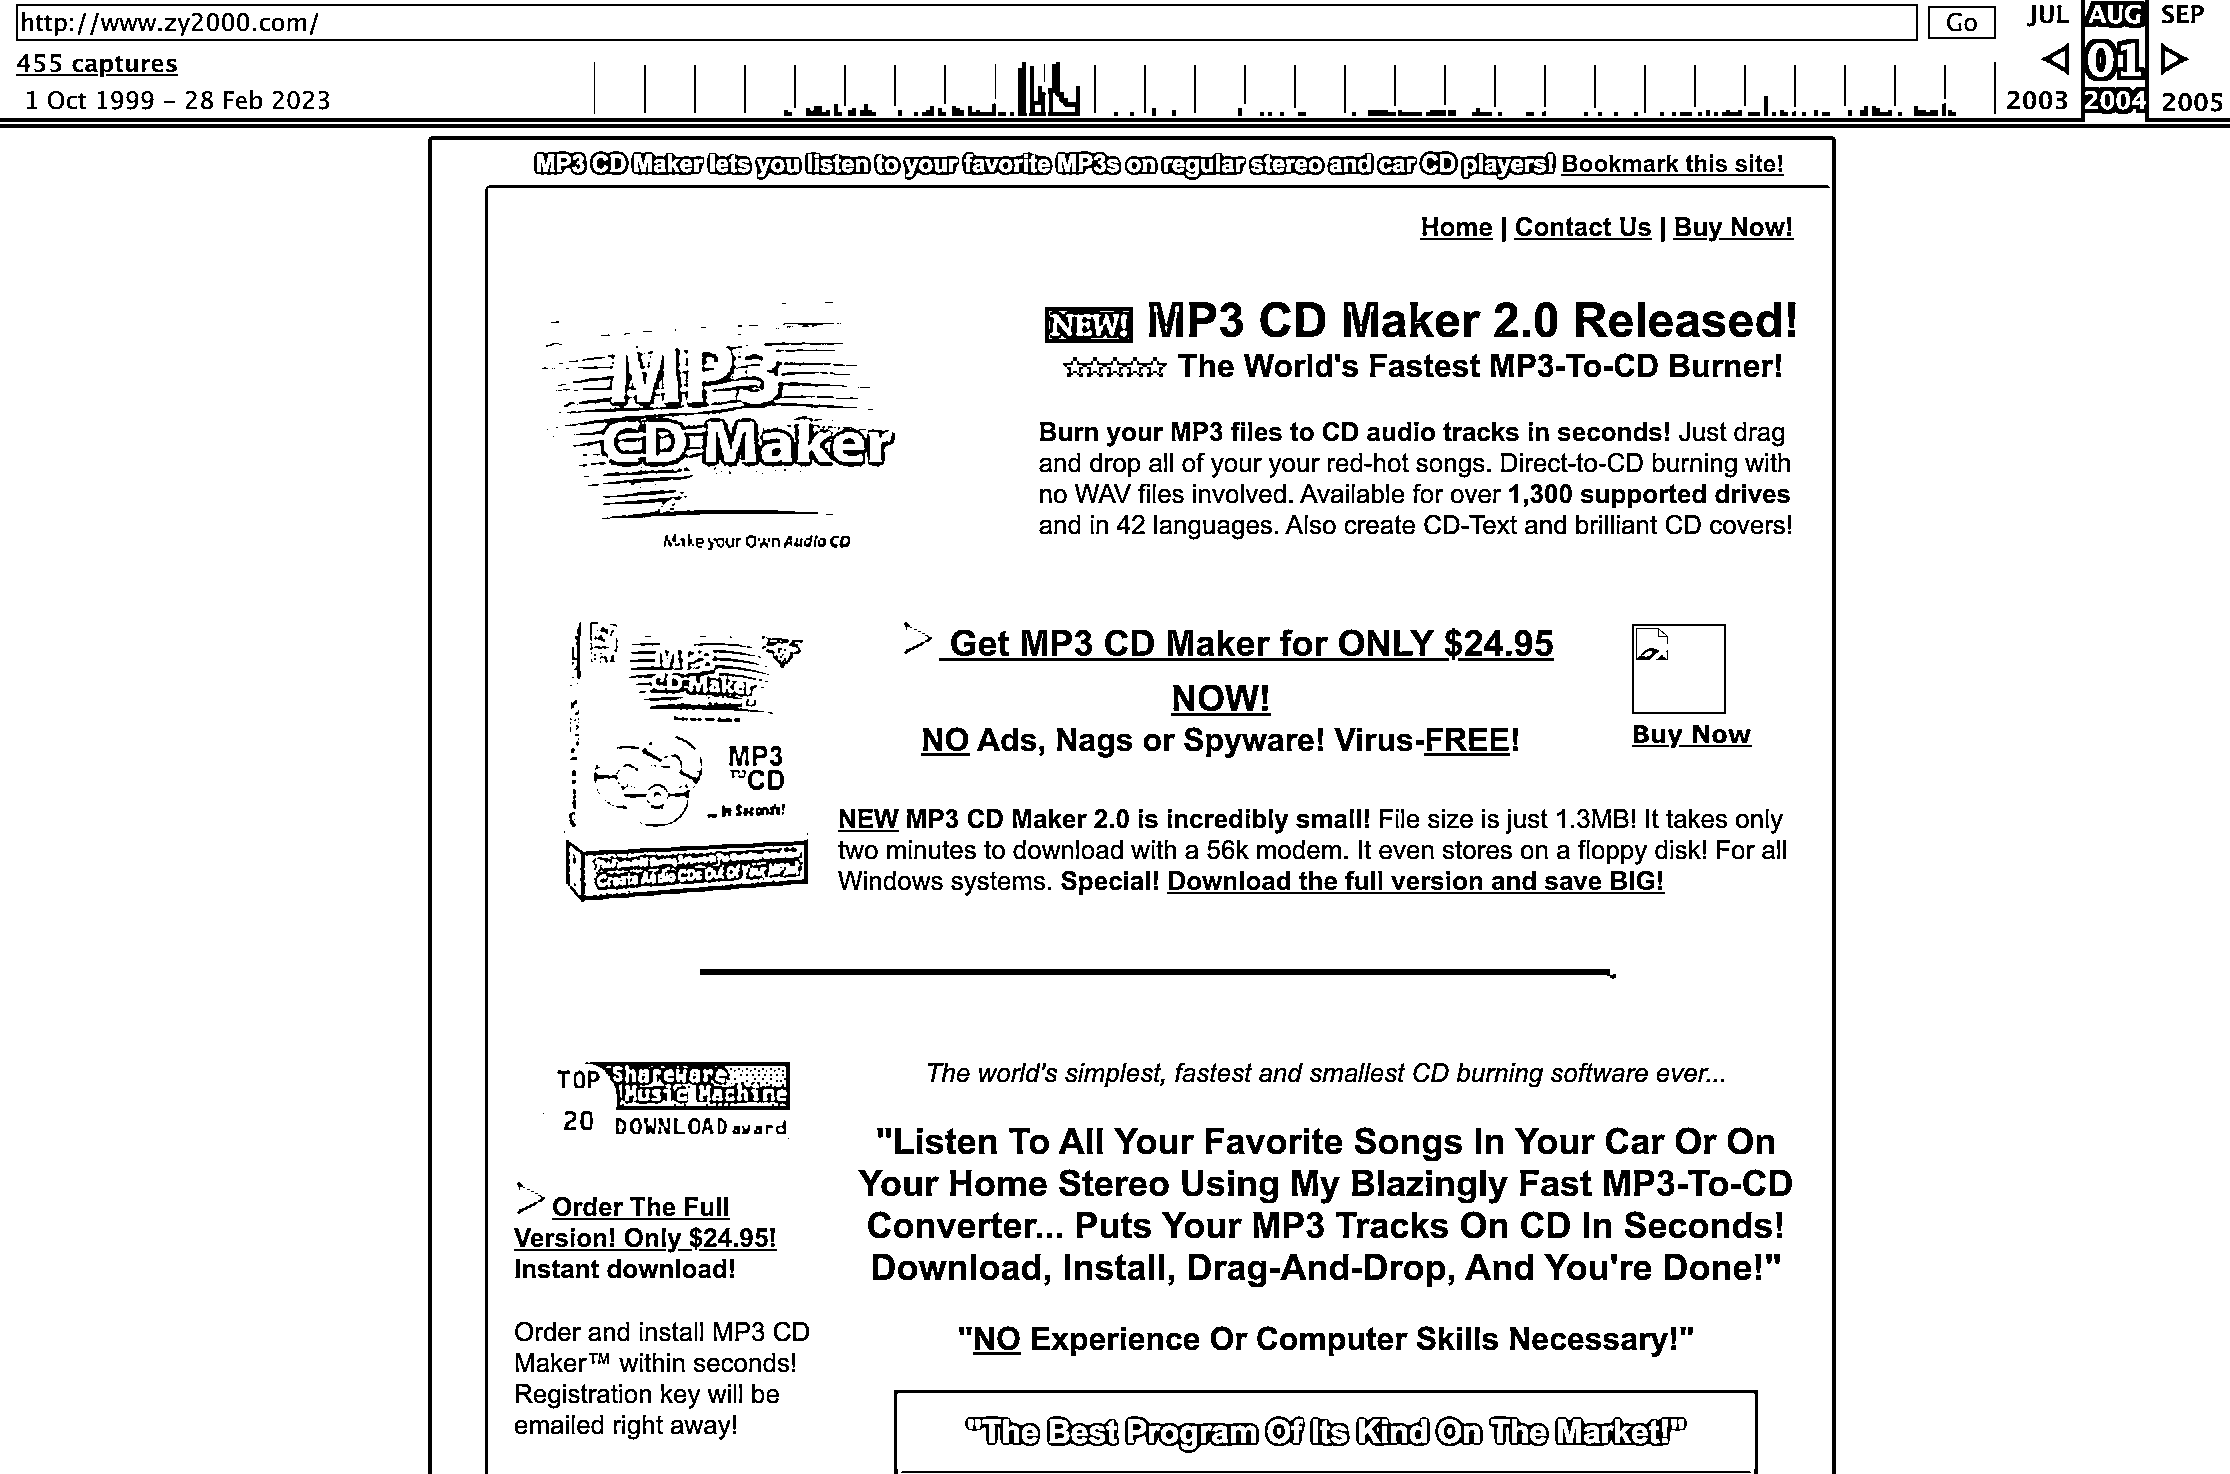 http://www.zy2000.com/
Go
JUL AUG SEP
455 captures
01
1 Oct 1999 – 28 Feb 2023
2003 2004 2005
MP3 CD Maker lets you listen to your favorite MP3s on regular stereo and car CD players! Bookmark this site!
Home | Contact Us | Buy Now!
MP3
CD Maker
Make your Own Audio CD
NEW! MP3 CD Maker 2.0 Released!
The World's Fastest MP3-To-CD Burner!
Burn your MP3 files to CD audio tracks in seconds! Just drag
and drop all of your your red-hot songs. Direct-to-CD burning with
no WAV files involved. Available for over 1,300 supported drives
and in 42 languages. Also create CD-Text and brilliant CD covers!
MP3
CD Maker
MP3
TO CD
... In Seconds!
Get MP3 CD Maker for ONLY $24.95
NOW!
NO Ads, Nags or Spyware! Virus-FREE!
Buy Now
NEW MP3 CD Maker 2.0 is incredibly small! File size is just 1.3MB! It takes only
two minutes to download with a 56k modem. It even stores on a floppy disk! For all
Windows systems. Special! Download the full version and save BIG!
TOP 20
Shareware
Music Machine
DOWNLOAD award
Order The Full
Version! Only $24.95!
Instant download!
Order and install MP3 CD
Maker™ within seconds!
Registration key will be
emailed right away!
The world's simplest, fastest and smallest CD burning software ever...
"Listen To All Your Favorite Songs In Your Car Or On
Your Home Stereo Using My Blazingly Fast MP3-To-CD
Converter... Puts Your MP3 Tracks On CD In Seconds!
Download, Install, Drag-And-Drop, And You're Done!"
"NO Experience Or Computer Skills Necessary!"
"The Best Program Of Its Kind On The Market!"